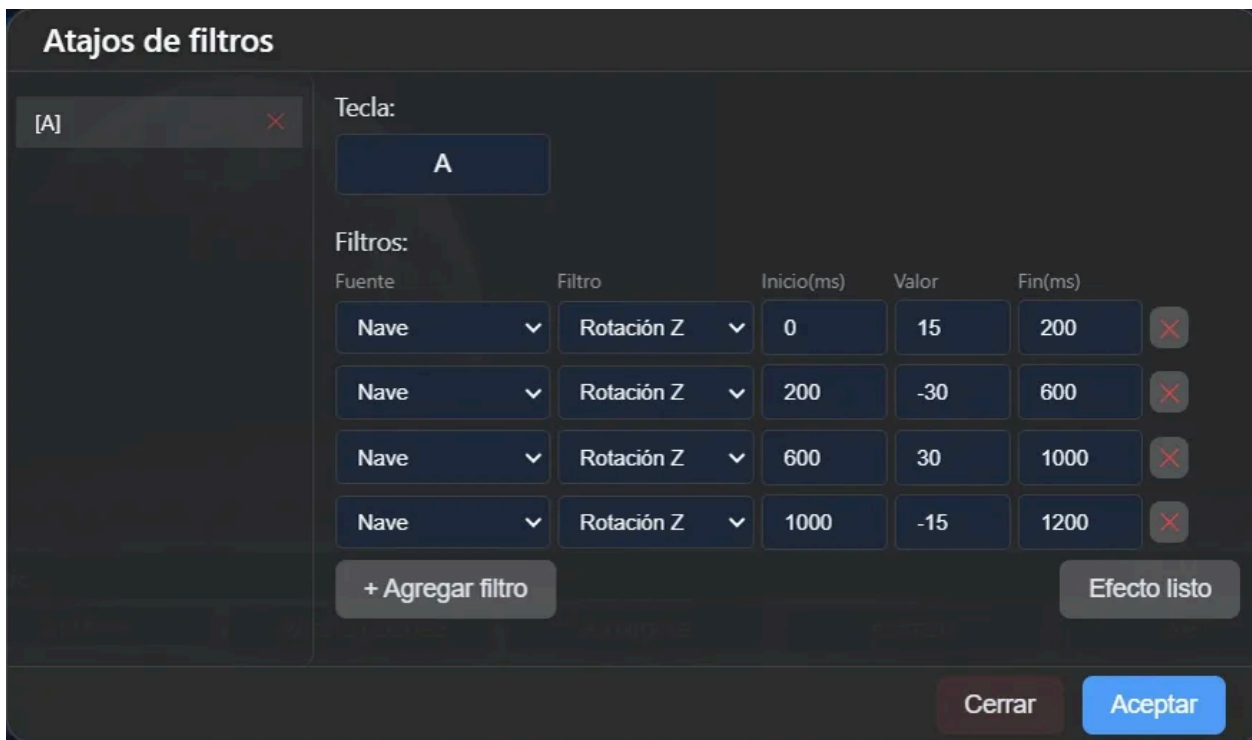 Atajos de filtros
[A]
Tecla:
A
Filtros:
Fuente Filtro Inicio(ms) Valor Fin(ms)
Nave Rotación Z 0 15 200
Nave Rotación Z 200 -30 600
Nave Rotación Z 600 30 1000
Nave Rotación Z 1000 -15 1200
+ Agregar filtro Efecto listo
Cerrar Aceptar